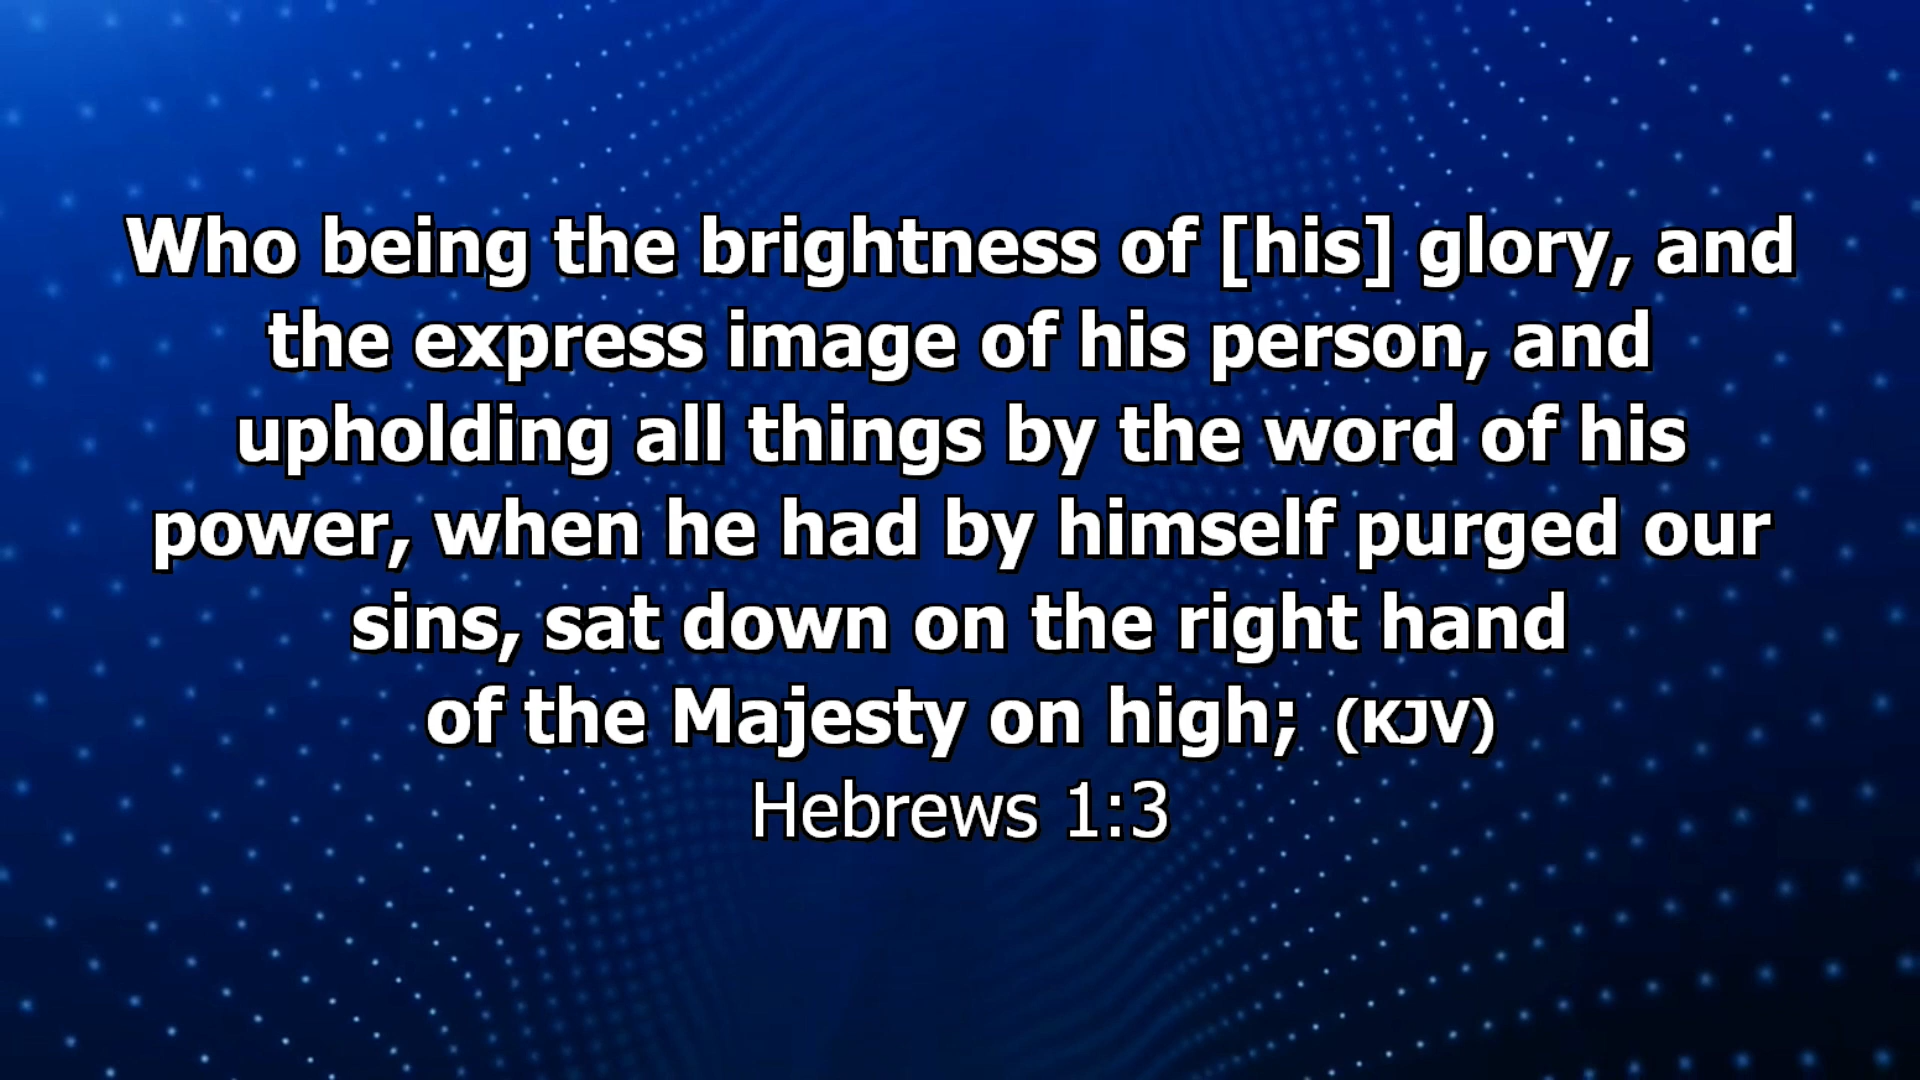 Who being the brightness of [his] glory, and
the express image of his person, and
upholding all things by the word of his
power, when he had by himself purged our
sins, sat down on the right hand
of the Majesty on high; (KJV)
Hebrews 1:3